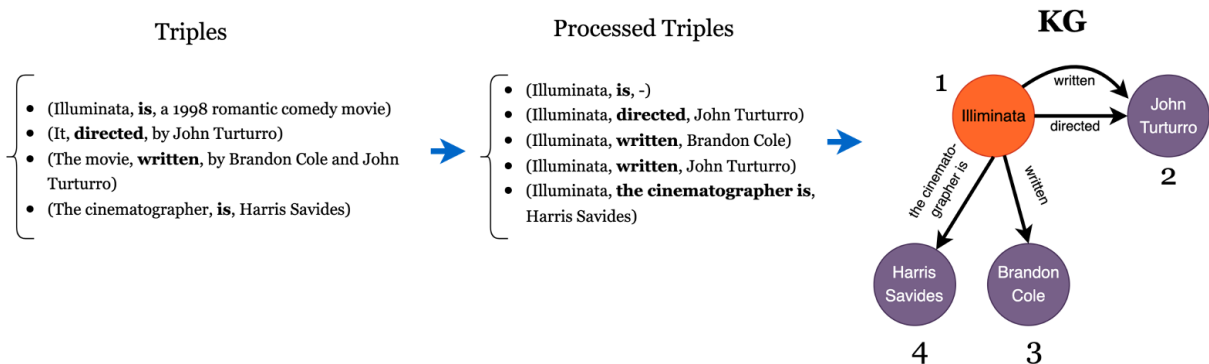 Triples
• (Illuminata, is, a 1998 romantic comedy movie)
• (It, directed, by John Turturro)
• (The movie, written, by Brandon Cole and John
Turturro)
• (The cinematographer, is, Harris Savides)
Processed Triples
• (Illuminata, is, -)
• (Illuminata, directed, John Turturro)
• (Illuminata, written, Brandon Cole)
• (Illuminata, written, John Turturro)
• (Illuminata, the cinematographer is,
Harris Savides)
KG
1
Illiminata
written
directed
John
Turturro
2
the cinemato-
grapher is
written
Harris
Savides
Brandon
Cole
4
3